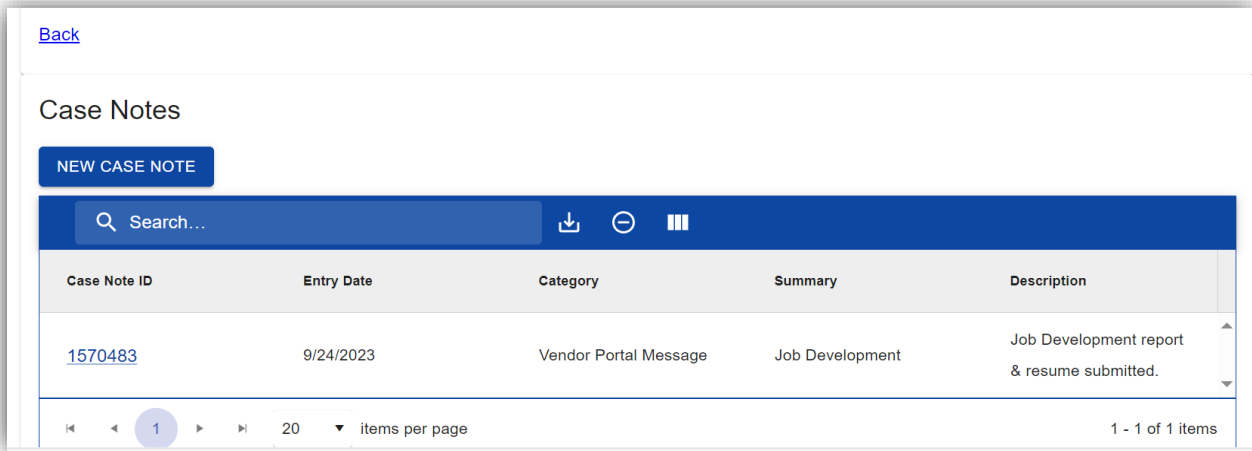 Back
Case Notes
NEW CASE NOTE
Search...
Case Note ID Entry Date Category Summary Description
1570483 9/24/2023 Vendor Portal Message Job Development Job Development report
& resume submitted.
1 20 items per page 1 - 1 of 1 items